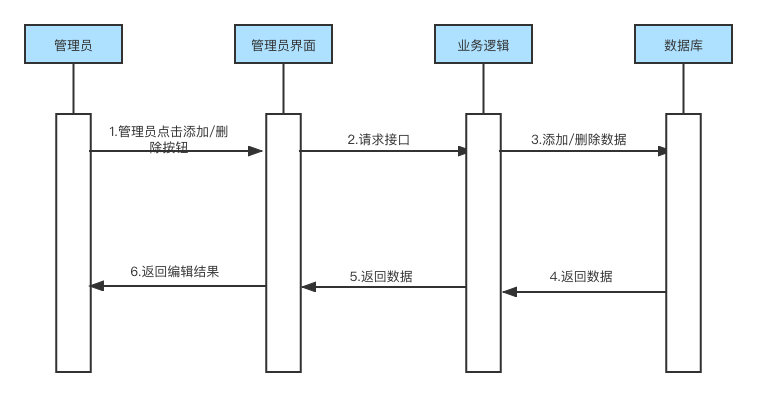 管理员
管理员界面
业务逻辑
数据库
1.管理员点击添加/删
除按钮
2.请求接口
3.添加/删除数据
6.返回编辑结果
5.返回数据
4.返回数据